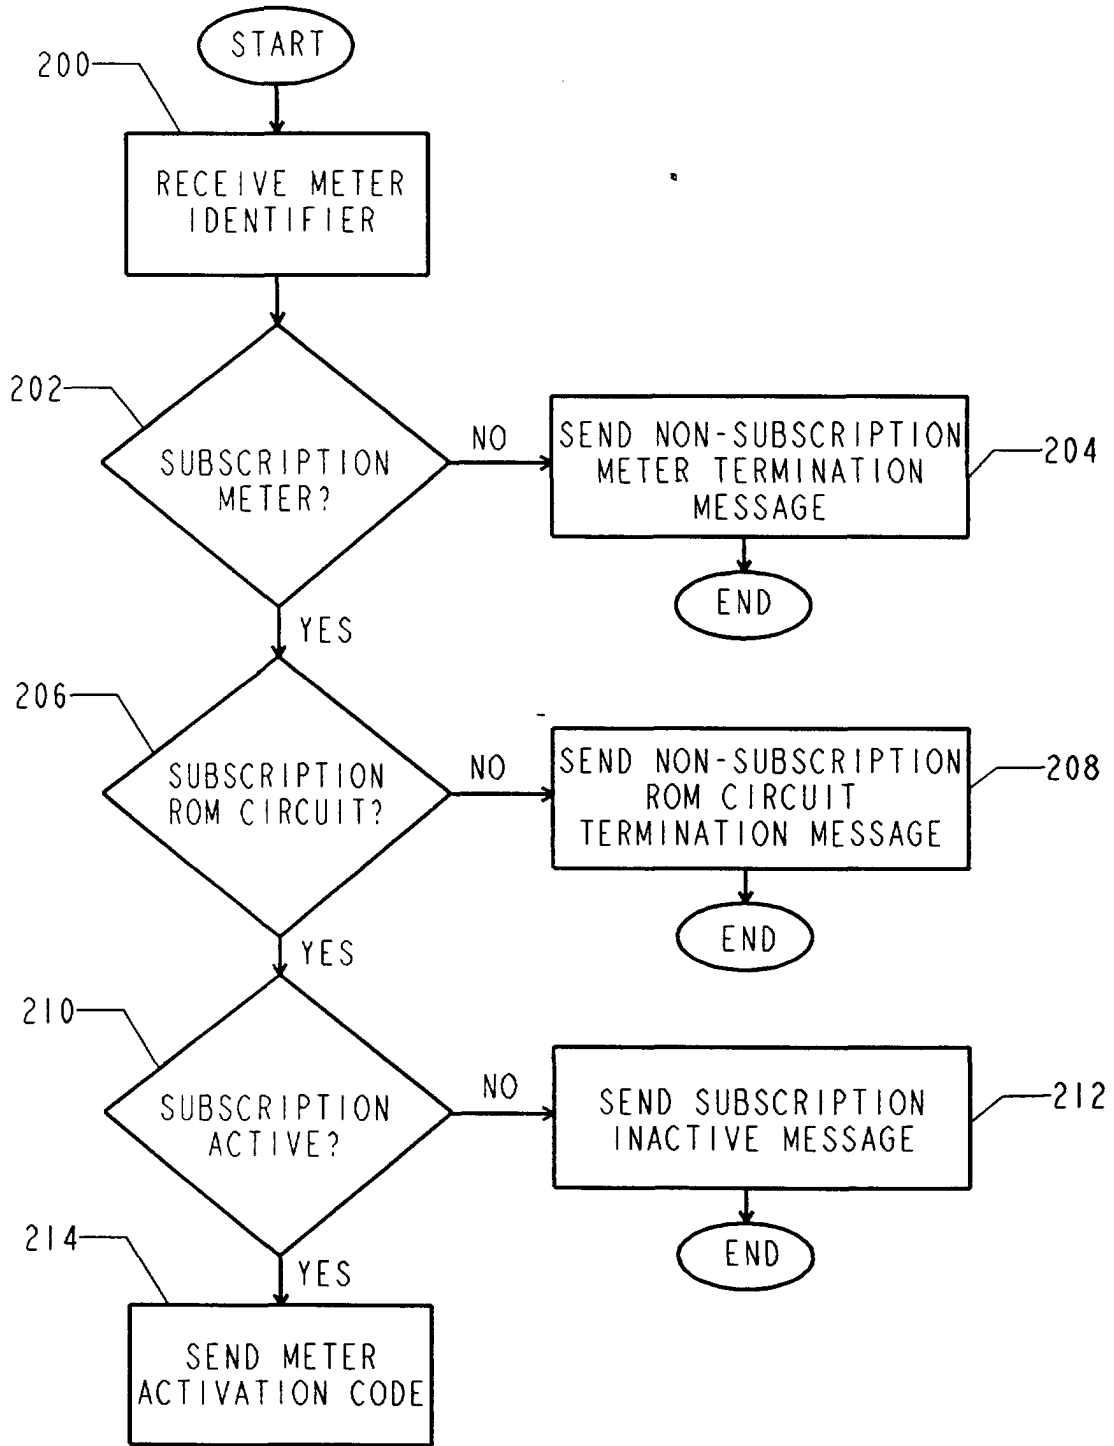 START
200
RECEIVE METER
IDENTIFIER
202
SUBSCRIPTION
METER?
NO
SEND NON-SUBSCRIPTION
METER TERMINATION
MESSAGE
204
END
YES
206
SUBSCRIPTION
ROM CIRCUIT?
NO
SEND NON-SUBSCRIPTION
ROM CIRCUIT
TERMINATION MESSAGE
208
END
YES
210
SUBSCRIPTION
ACTIVE?
NO
SEND SUBSCRIPTION
INACTIVE MESSAGE
212
END
YES
214
SEND METER
ACTIVATION CODE